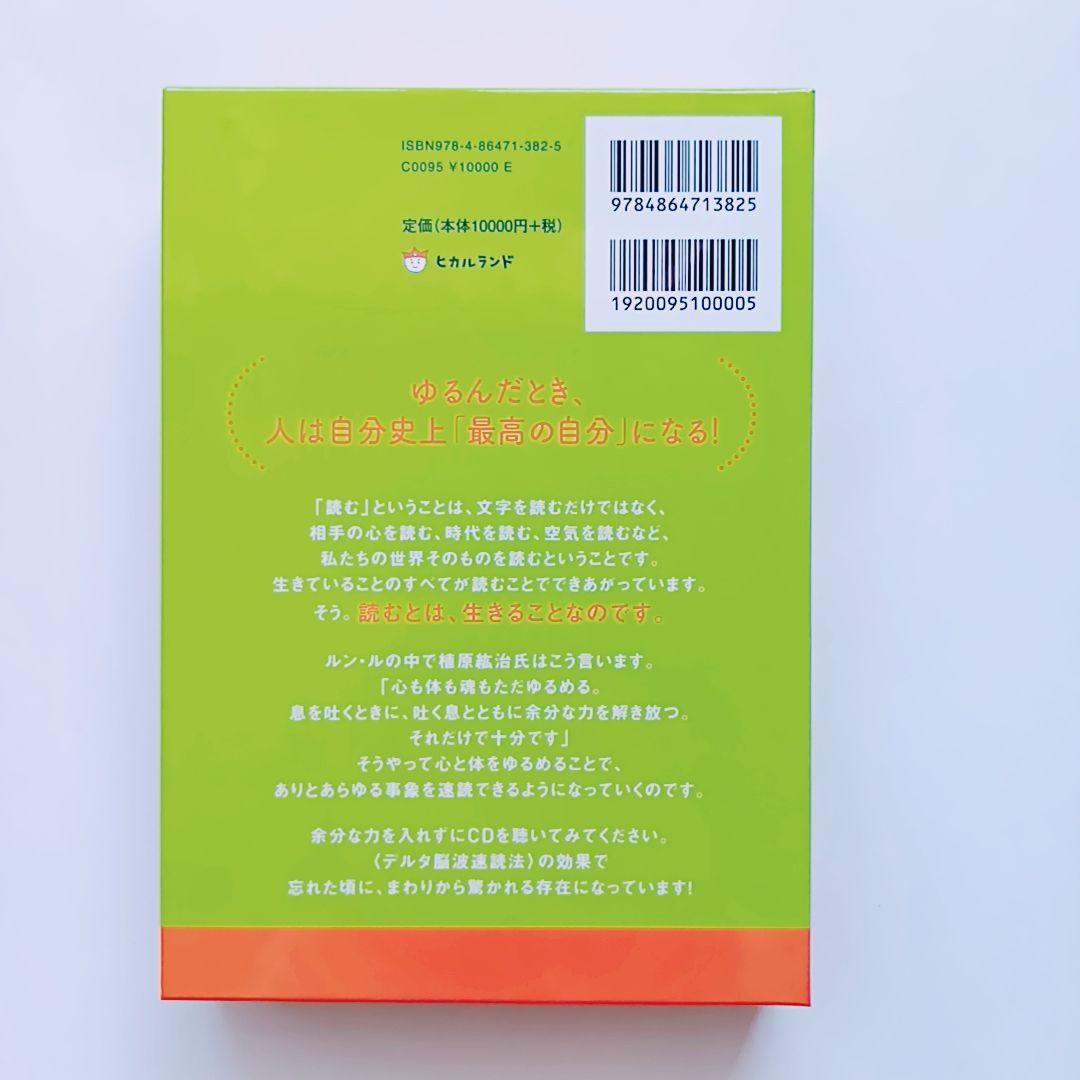 ISBN978-4-86471-382-5
C0095 ¥10000 E
9784864713825
定価(本体10000円+税)
ヒカルランド
1920095100005
ゆるんだとき、
人は自分史上「最高の自分」になる!
「読む」ということは、文字を読むだけではなく、
相手の心を読む、時代を読む、空気を読むなど、
私たちの世界そのものを読むということです。
生きていることのすべてが読むことでできあがっています。
そう。読むとは、生きることなのです。
ルン・ルの中で植原紘治氏はこう言います。
「心も体も魂もただゆるめる。
息を吐くときに、吐く息とともに余分な力を解き放つ。
それだけで十分です」
そうやって心と体をゆるめることで、
ありとあらゆる事象を速読できるようになっていくのです。
余分な力を入れずにCDを聴いてみてください。
〈デルタ脳波速読法〉の効果で
忘れた頃に、まわりから驚かれる存在になっています!